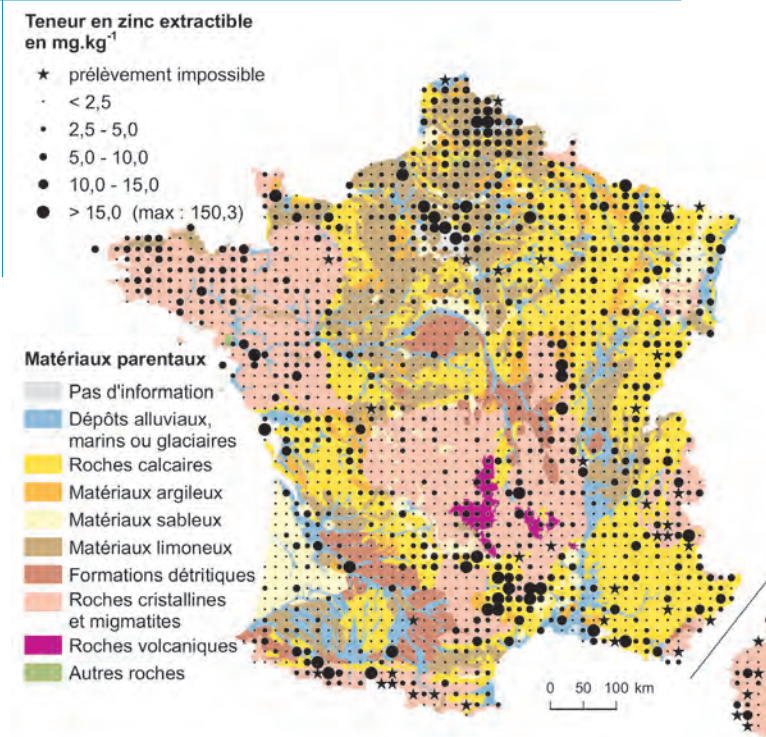 Teneur en zinc extractible
en mg.kg-1
prélèvement impossible
< 2,5
2,5 - 5,0
5,0 - 10,0
10,0 - 15,0
> 15,0 (max : 150,3)
Matériaux parentaux
Pas d'information
Dépôts alluviaux,
marins ou glaciaires
Roches calcaires
Matériaux argileux
Matériaux sableux
Matériaux limoneux
Formations détritiques
Roches cristallines
et migmatites
Roches volcaniques
Autres roches
0 50 100 km